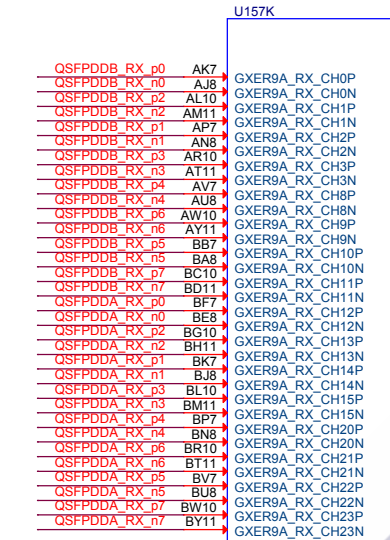 U157K
QSFPDDB_RX_p0 AK7 GXER9A_RX_CH0P
QSFPDDB_RX_n0 AJ8 GXER9A_RX_CH0N
QSFPDDB_RX_p2 AL10 GXER9A_RX_CH1P
QSFPDDB_RX_n2 AM11 GXER9A_RX_CH1N
QSFPDDB_RX_p1 AP7 GXER9A_RX_CH2P
QSFPDDB_RX_n1 AN8 GXER9A_RX_CH2N
QSFPDDB_RX_p3 AR10 GXER9A_RX_CH3P
QSFPDDB_RX_n3 AT11 GXER9A_RX_CH3N
QSFPDDB_RX_p4 AV7 GXER9A_RX_CH8P
QSFPDDB_RX_n4 AU8 GXER9A_RX_CH8N
QSFPDDB_RX_p6 AW10 GXER9A_RX_CH9P
QSFPDDB_RX_n6 AY11 GXER9A_RX_CH9N
QSFPDDB_RX_p5 BB7 GXER9A_RX_CH10P
QSFPDDB_RX_n5 BA8 GXER9A_RX_CH10N
QSFPDDB_RX_p7 BC10 GXER9A_RX_CH11P
QSFPDDB_RX_n7 BD11 GXER9A_RX_CH11N
QSFPDDA_RX_p0 BF7 GXER9A_RX_CH12P
QSFPDDA_RX_n0 BE8 GXER9A_RX_CH12N
QSFPDDA_RX_p2 BG10 GXER9A_RX_CH13P
QSFPDDA_RX_n2 BH11 GXER9A_RX_CH13N
QSFPDDA_RX_p1 BK7 GXER9A_RX_CH14P
QSFPDDA_RX_n1 BJ8 GXER9A_RX_CH14N
QSFPDDA_RX_p3 BL10 GXER9A_RX_CH15P
QSFPDDA_RX_n3 BM11 GXER9A_RX_CH15N
QSFPDDA_RX_p4 BP7 GXER9A_RX_CH20P
QSFPDDA_RX_n4 BN8 GXER9A_RX_CH20N
QSFPDDA_RX_p6 BR10 GXER9A_RX_CH21P
QSFPDDA_RX_n6 BT11 GXER9A_RX_CH21N
QSFPDDA_RX_p5 BV7 GXER9A_RX_CH22P
QSFPDDA_RX_n5 BU8 GXER9A_RX_CH22N
QSFPDDA_RX_p7 BW10 GXER9A_RX_CH23P
QSFPDDA_RX_n7 BY11 GXER9A_RX_CH23N